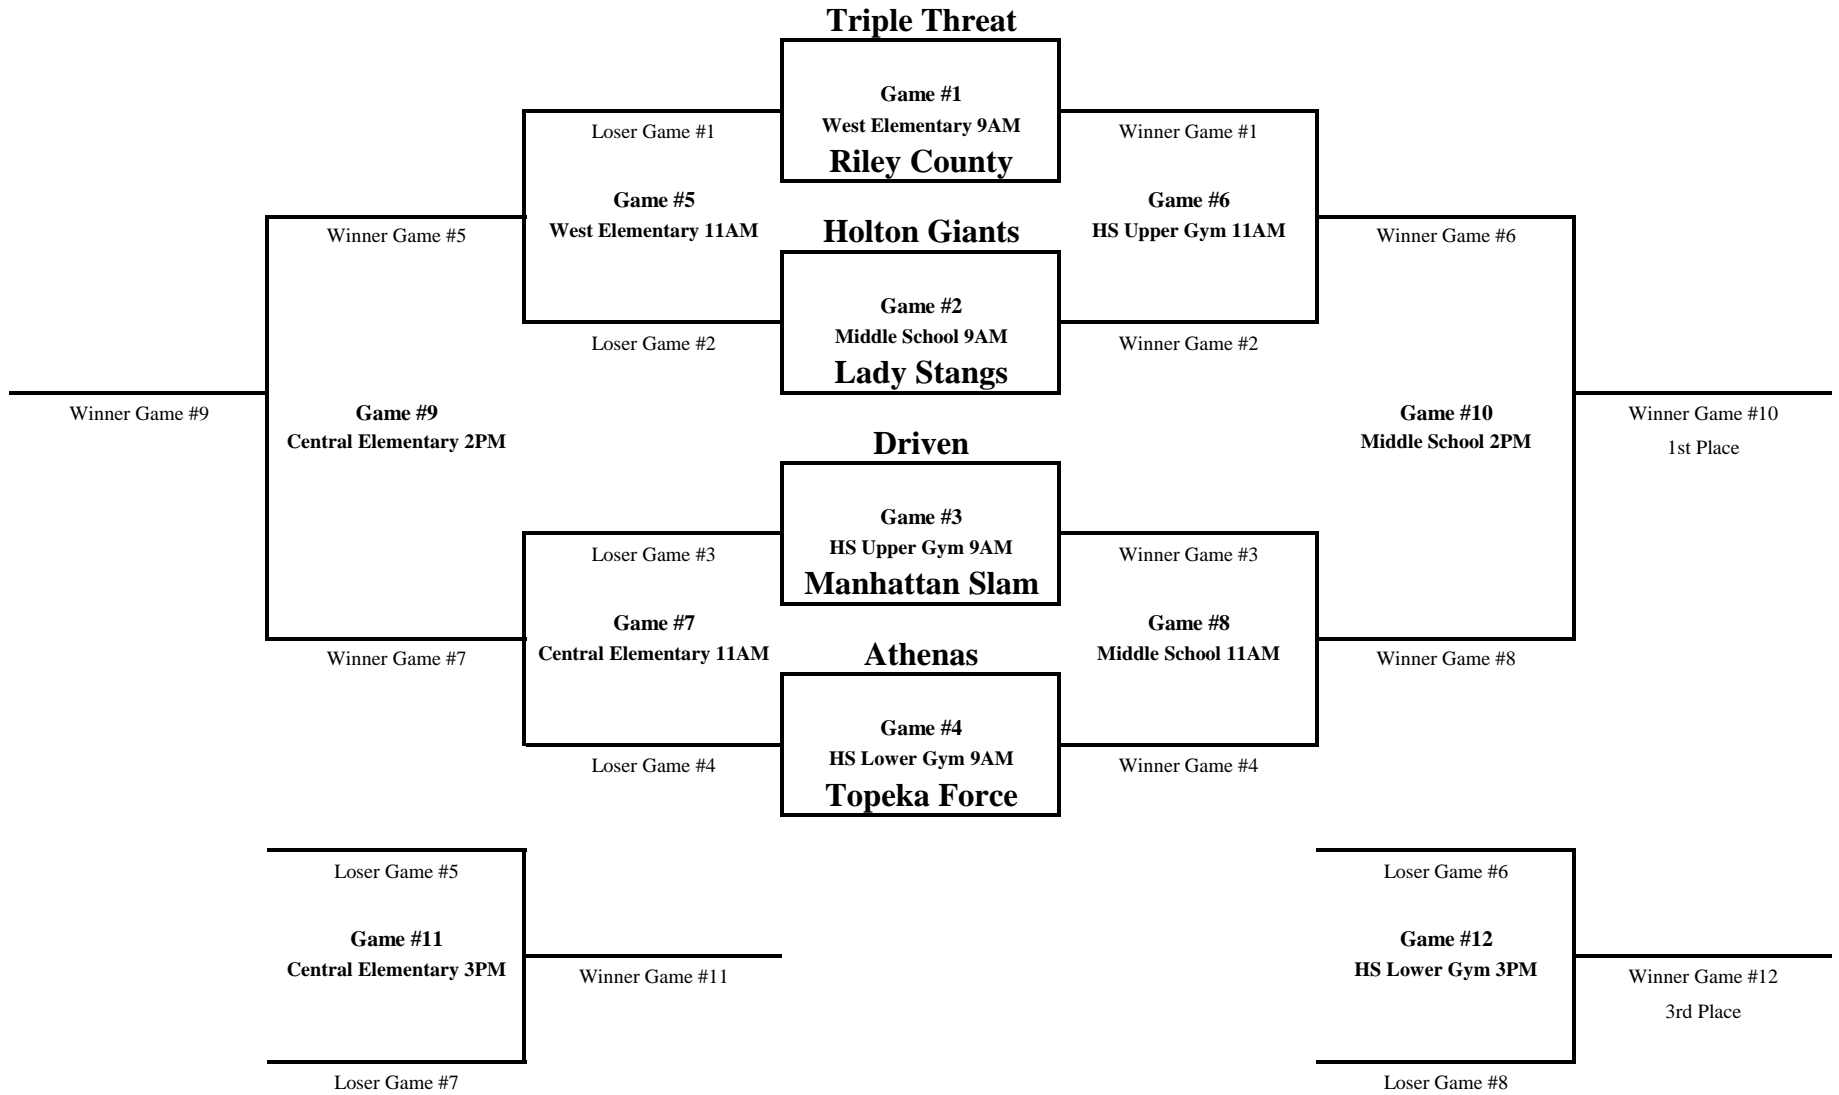 Triple Threat
Game #1
Loser Game #1
West Elementary 9AM
Winner Game #1
Riley County
Game #5
Game #6
Winner Game #5
West Elementary 11AM
Holton Giants
HS Upper Gym 11AM
Winner Game #6
Game #2
Loser Game #2
Middle School 9AM
Winner Game #2
Lady Stangs
Winner Game #9
Game #9
Game #10
Winner Game #10
Central Elementary 2PM
Driven
Middle School 2PM
1st Place
Game #3
Loser Game #3
HS Upper Gym 9AM
Winner Game #3
Manhattan Slam
Game #7
Game #8
Winner Game #7
Central Elementary 11AM
Athenas
Middle School 11AM
Winner Game #8
Game #4
Loser Game #4
HS Lower Gym 9AM
Winner Game #4
Topeka Force
Loser Game #5
Loser Game #6
Game #11
Game #12
Central Elementary 3PM
Winner Game #11
HS Lower Gym 3PM
Winner Game #12
3rd Place
Loser Game #7
Loser Game #8